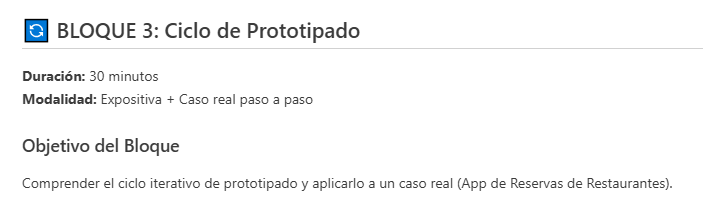 BLOQUE 3: Ciclo de Prototipado
Duración: 30 minutos
Modalidad: Expositiva + Caso real paso a paso
Objetivo del Bloque
Comprender el ciclo iterativo de prototipado y aplicarlo a un caso real (App de Reservas de Restaurantes).